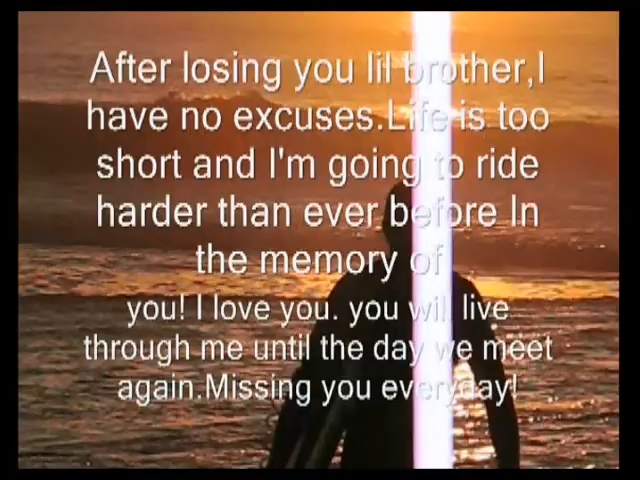 After losing you lil brother,I
have no excuses.Life is too
short and I'm going to ride
harder than ever before In
the memory of
you! I love you. you will live
through me until the day we meet
again.Missing you everyday!